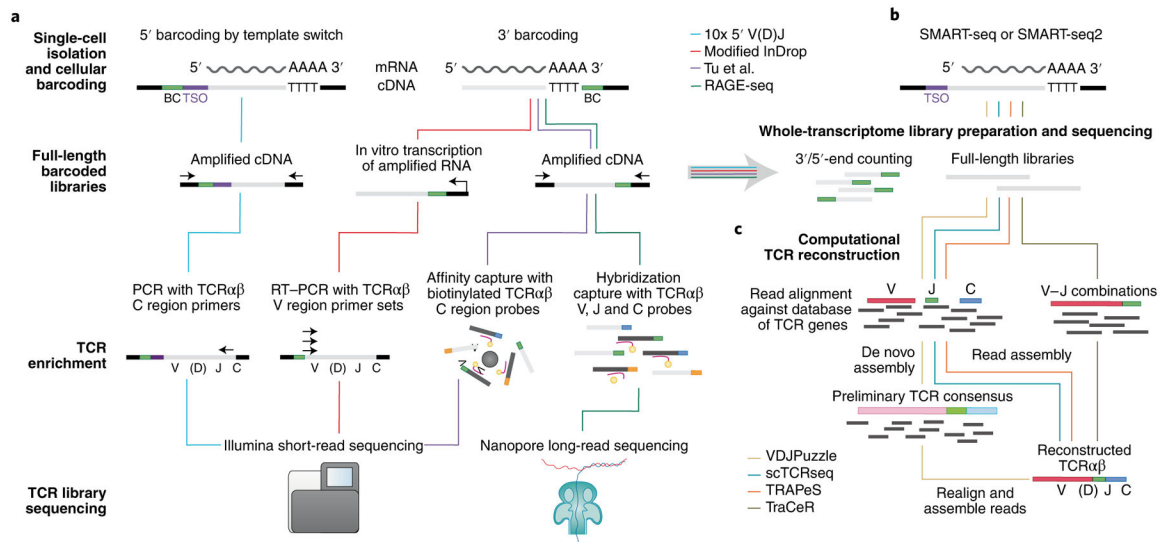 a
Single-cell
isolation
and cellular
barcoding
5′ barcoding by template switch
3′ barcoding
5′
AAAA 3′
mRNA
cDNA
5′
AAAA 3′
TTTT
BC
TSO
TTTT
BC
10x 5′ V(D)J
Modified InDrop
Tu et al.
RAGE-seq
Full-length
barcoded
libraries
Amplified cDNA
In vitro transcription
of amplified RNA
Amplified cDNA
PCR with TCRαβ
C region primers
RT–PCR with TCRαβ
V region primer sets
Affinity capture with
biotinylated TCRαβ
C region probes
Hybridization
capture with TCRαβ
V, J and C probes
TCR
enrichment
V (D) J C
V (D) J C
Illumina short-read sequencing
Nanopore long-read sequencing
TCR library
sequencing
b
SMART-seq or SMART-seq2
5′
AAAA 3′
TSO
TTTT
Whole-transcriptome library preparation and sequencing
3′/5′-end counting
Full-length libraries
c
Computational
TCR reconstruction
Read alignment
against database
of TCR genes
V J C
V–J combinations
De novo
assembly
Read assembly
Preliminary TCR consensus
Reconstructed
TCRαβ
V (D) J C
Realign and
assemble reads
VDJPuzzle
scTCRseq
TRAPeS
TraCeR